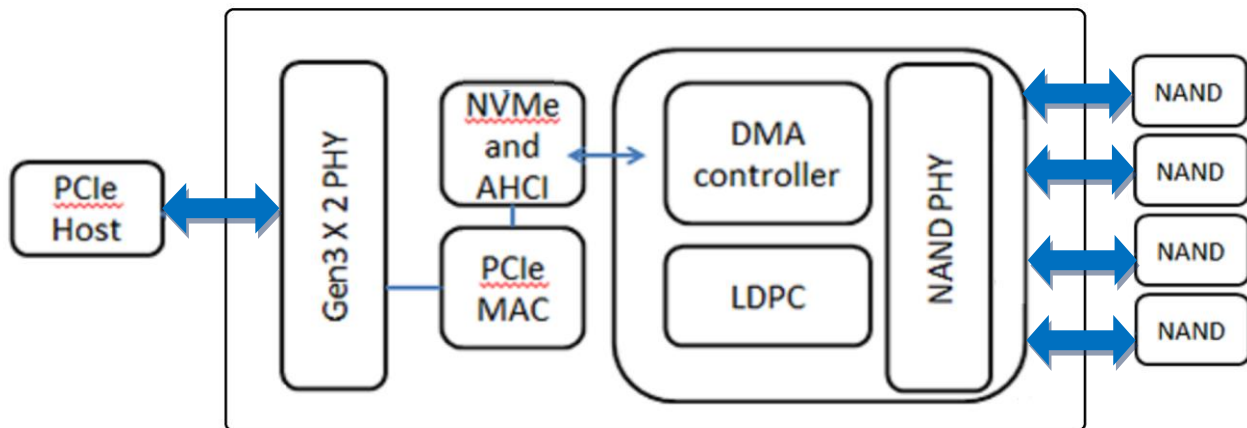 PCIe
Host
Gen3 X 2 PHY
NVMe
and
AHCI
PCIe
MAC
DMA
controller
LDPC
NAND PHY
NAND
NAND
NAND
NAND